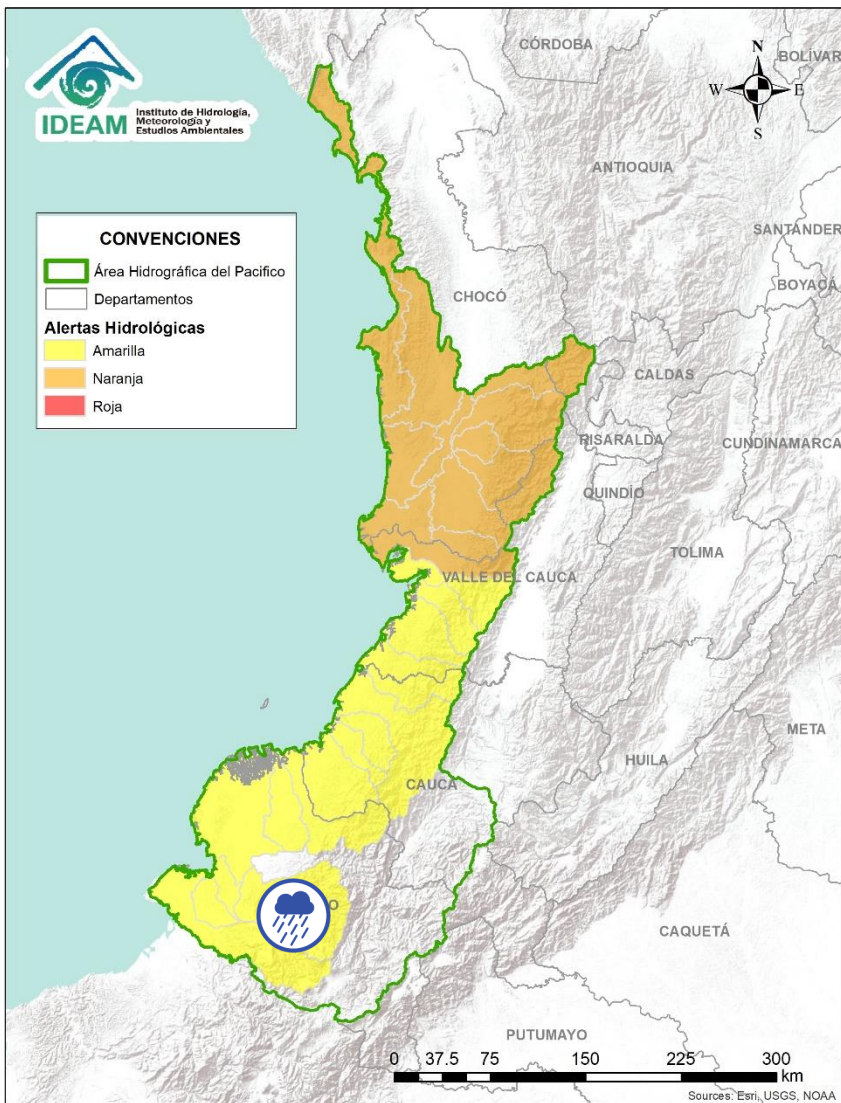 IDEAM
Instituto de Hidrología,
Meteorología y
Estudios Ambientales
CÓRDOBA
BOLÍVAR
N
W
E
S
ANTIOQUIA
SANTANDER
BOYACÁ
CONVENCIONES
Área Hidrográfica del Pacifico
Departamentos
Alertas Hidrológicas
Amarilla
Naranja
Roja
CHOCÓ
CALDAS
RISARALDA
CUNDINAMARCA
QUINDÍO
TOLIMA
VALLE DEL CAUCA
META
HUILA
CAUCA
O
CAQUETÁ
PUTUMAYO
0 37.5 75 150 225 300
km
Sources: Esri, USGS, NOAA